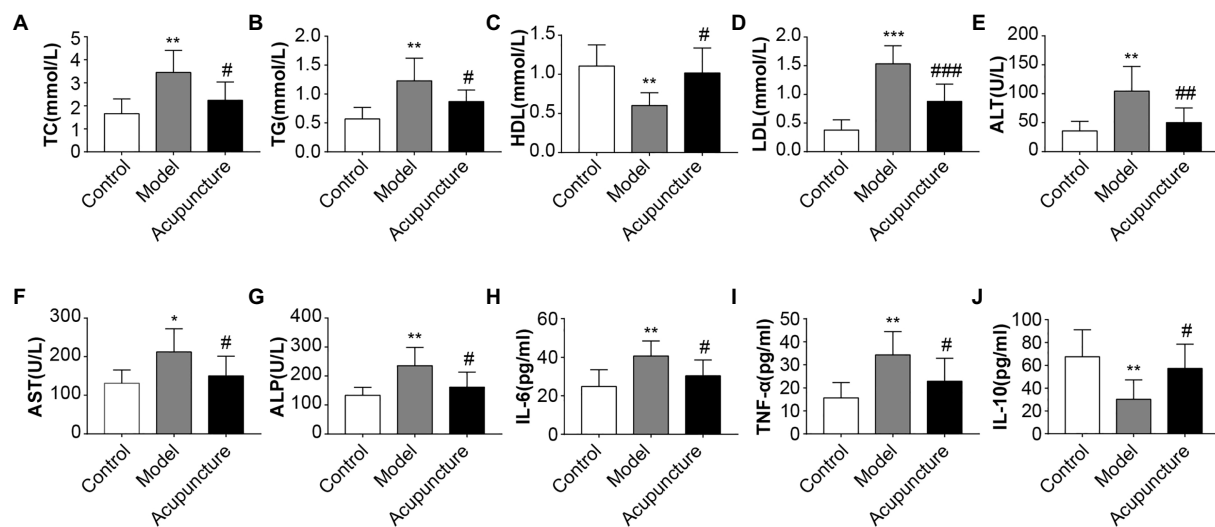 A
TC(mmol/L)
5
4
3
2
1
0
**
#
Control
Model
Acupuncture
B
TG(mmol/L)
2.0
1.5
1.0
0.5
0.0
**
#
Control
Model
Acupuncture
C
HDL(mmol/L)
1.5
1.0
0.5
0.0
**
#
Control
Model
Acupuncture
D
LDL(mmol/L)
2.0
1.5
1.0
0.5
0.0
***
###
Control
Model
Acupuncture
E
ALT(U/L)
200
150
100
50
0
**
##
Control
Model
Acupuncture
F
AST(U/L)
300
200
100
0
*
#
Control
Model
Acupuncture
G
ALP(U/L)
400
300
200
100
0
**
#
Control
Model
Acupuncture
H
IL-6(pg/ml)
60
40
20
0
**
#
Control
Model
Acupuncture
I
TNF-α(pg/ml)
50
40
30
20
10
0
**
#
Control
Model
Acupuncture
J
IL-10(pg/ml)
100
80
60
40
20
0
**
#
Control
Model
Acupuncture